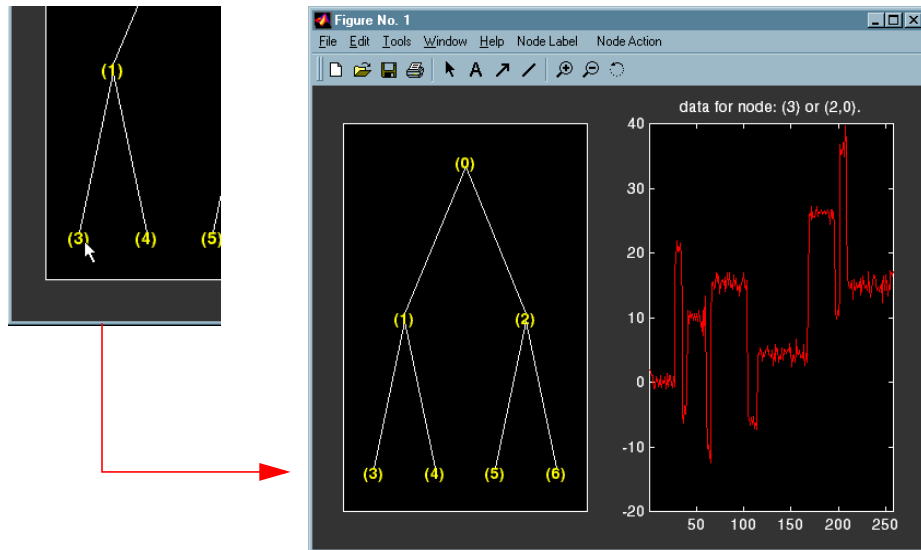 (1)
(3) (4) (5)
Figure No. 1
File Edit Tools Window Help Node Label Node Action
A
data for node: (3) or (2,0).
(0)
(1) (2)
(3) (4) (5) (6)
40
30
20
10
0
-10
-20
50 100 150 200 250